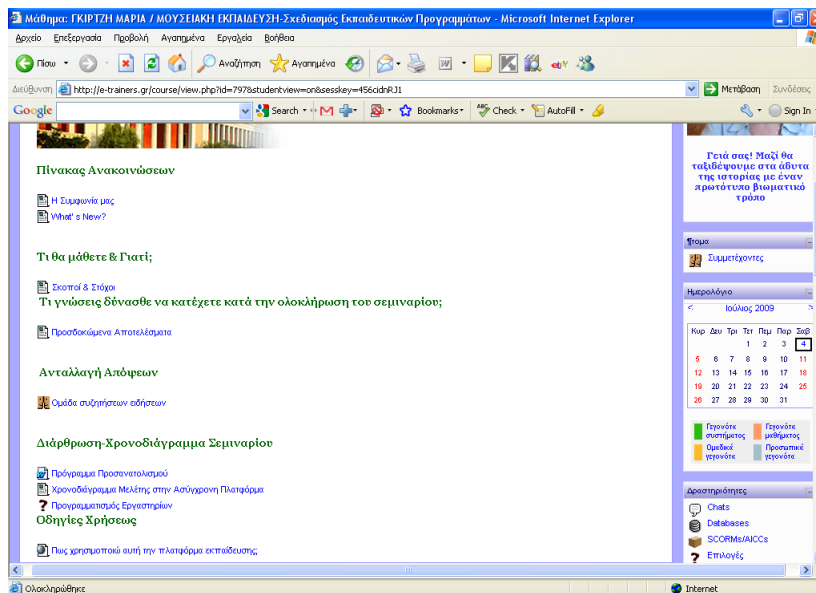 Μάθημα: ΓΚΙΡΤΖΗ ΜΑΡΙΑ / ΜΟΥΣΕΙΑΚΗ ΕΚΠΑΙΔΕΥΣΗ-Σχεδιασμός Εκπαιδευτικών Προγραμμάτων - Microsoft Internet Explorer
Αρχείο Επεξεργασία Προβολή Αγαπημένα Εργαλεία Βοήθεια
Πίσω Αναζήτηση Αγαπημένα
Διεύθυνση http://e-trainers.gr/course/view.php?id=797&studentview=on&sesskey=456cidnRJ1 Μετάβαση Συνδέσεις
Google Search Bookmarks Check AutoFill Sign In
Πίνακας Ανακοινώσεων
Η Συμφωνία μας
What' s New?
Τι θα μάθετε & Γιατί;
Σκοποί & Στόχοι
Τι γνώσεις δύνασθε να κατέχετε κατά την ολοκλήρωση του σεμιναρίου;
Προσδοκώμενα Αποτελέσματα
Ανταλλαγή Απόψεων
Ομάδα συζητήσεων ειδήσεων
Διάρθρωση-Χρονοδιάγραμμα Σεμιναρίου
Πρόγραμμα Προσανατολισμού
Χρονοδιάγραμμα Μελέτης στην Ασύγχρονη Πλατφόρμα
Προγραμματισμός Εργαστηρίων
Οδηγίες Χρήσεως
Πως χρησιμοποιώ αυτή την πλατφόρμα εκπαίδευσης;
Γειά σας! Μαζί θα
ταξιδέψουμε στα άδυτα
της ιστορίας με έναν
πρωτότυπο βιωματικό
τρόπο
¶τομα
Συμμετέχοντες
Ημερολόγιο
< Ιούλιος 2009 >
Κυρ Δευ Τρι Τετ Πεμ Παρ Σαβ
1 2 3 4
5 6 7 8 9 10 11
12 13 14 15 16 17 18
19 20 21 22 23 24 25
26 27 28 29 30 31
Γεγονότα συστήματος
Γεγονότα μαθήματος
Ομαδικά γεγονότα
Προσωπικά γεγονότα
Δραστηριότητες
Chats
Databases
SCORMs/AICCs
Επιλογές
Ολοκληρώθηκε Internet